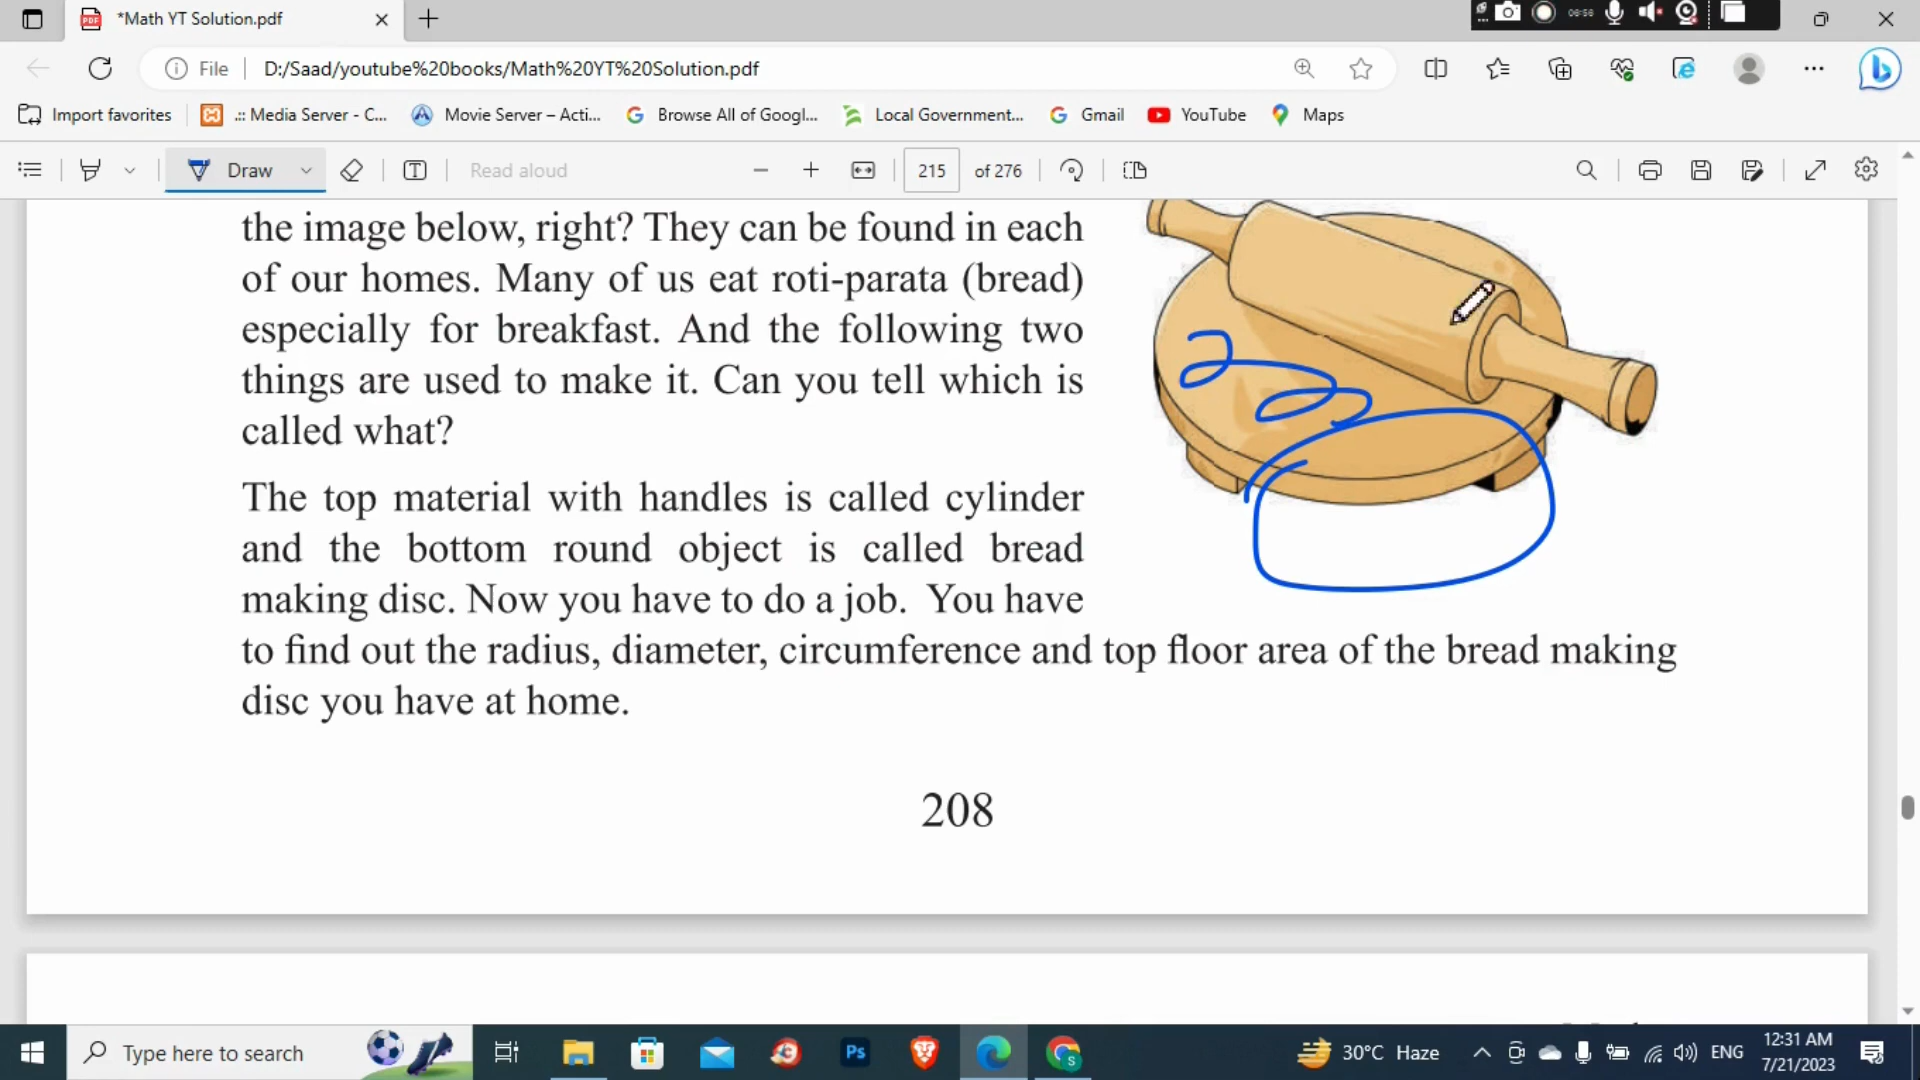 *Math YT Solution.pdf
08:56
File
D:/Saad/youtube%20books/Math%20YT%20Solution.pdf
Import favorites
.:: Media Server - C...
Movie Server – Acti...
Browse All of Googl...
Local Government...
Gmail
YouTube
Maps
Draw
Read aloud
215
of 276
the image below, right? They can be found in each
of our homes. Many of us eat roti-parata (bread)
especially for breakfast. And the following two
things are used to make it. Can you tell which is
called what?
The top material with handles is called cylinder
and the bottom round object is called bread
making disc. Now you have to do a job. You have
to find out the radius, diameter, circumference and top floor area of the bread making
disc you have at home.
208
Type here to search
Ps
30°C Haze
ENG
12:31 AM
7/21/2023